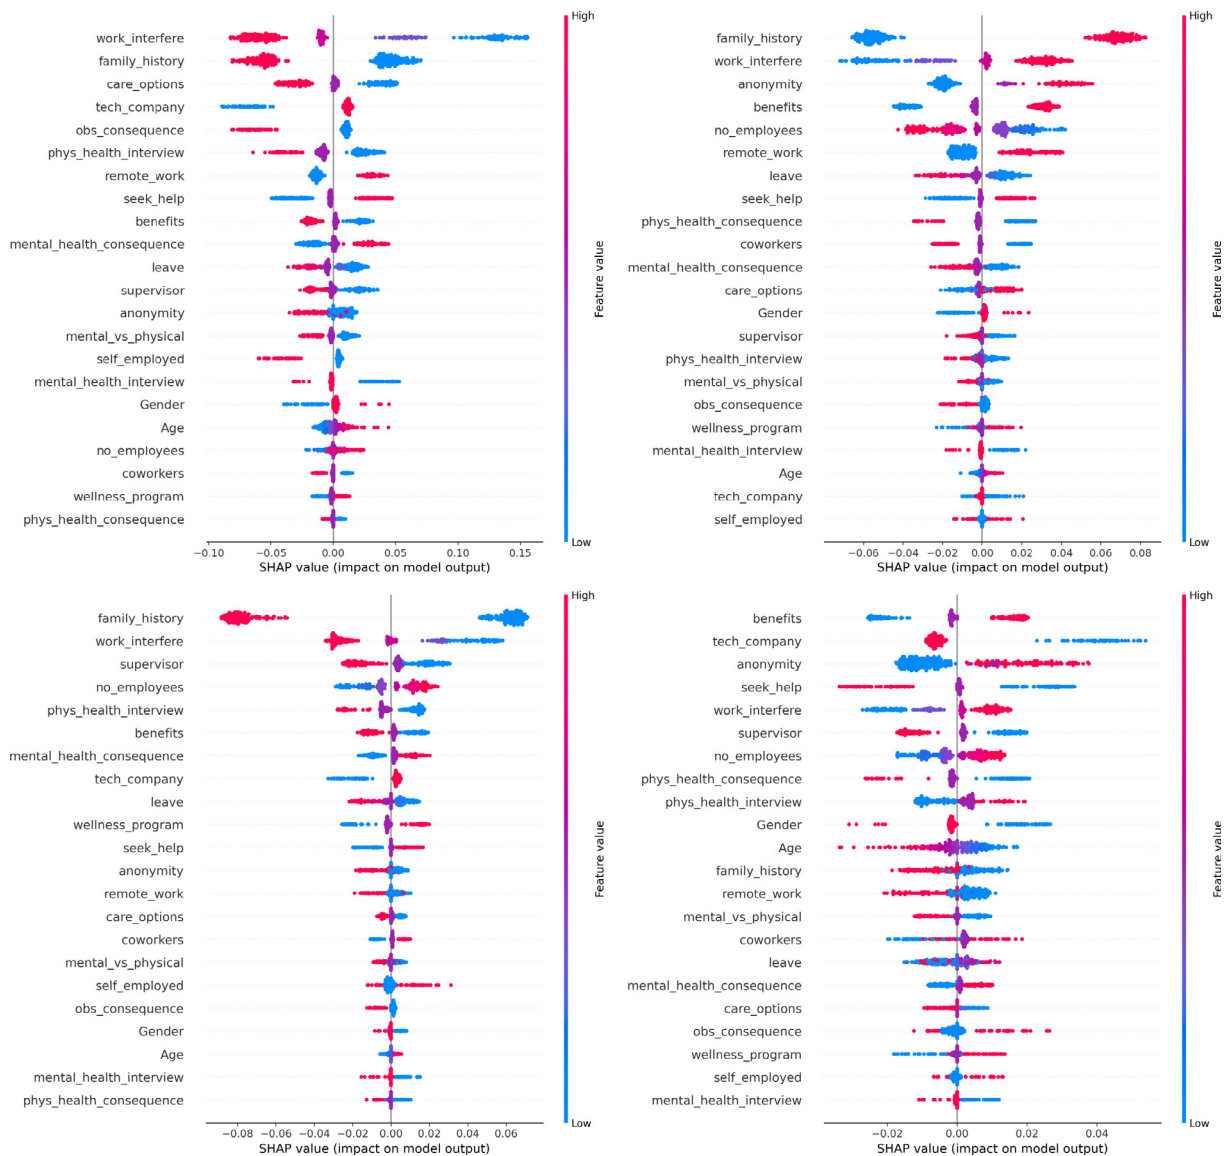 High
work_interfere
family_history
care_options
tech_company
obs_consequence
phys_health_interview
remote_work
seek_help
benefits
mental_health_consequence
leave
supervisor
anonymity
mental_vs_physical
self_employed
mental_health_interview
Gender
Age
no_employees
coworkers
wellness_program
phys_health_consequence
Low
−0.10 −0.05 0.00 0.05 0.10 0.15
SHAP value (impact on model output)
Feature value
High
family_history
work_interfere
anonymity
benefits
no_employees
remote_work
leave
seek_help
phys_health_consequence
coworkers
mental_health_consequence
care_options
Gender
supervisor
phys_health_interview
mental_vs_physical
obs_consequence
wellness_program
mental_health_interview
Age
tech_company
self_employed
Low
−0.06 −0.04 −0.02 0.00 0.02 0.04 0.06 0.08
SHAP value (impact on model output)
Feature value
High
family_history
work_interfere
supervisor
no_employees
phys_health_interview
benefits
mental_health_consequence
tech_company
leave
wellness_program
seek_help
anonymity
remote_work
care_options
coworkers
mental_vs_physical
self_employed
obs_consequence
Gender
Age
mental_health_interview
phys_health_consequence
Low
−0.08 −0.06 −0.04 −0.02 0.00 0.02 0.04 0.06
SHAP value (impact on model output)
Feature value
High
benefits
tech_company
anonymity
seek_help
work_interfere
supervisor
no_employees
phys_health_consequence
phys_health_interview
Gender
Age
family_history
remote_work
mental_vs_physical
coworkers
leave
mental_health_consequence
care_options
obs_consequence
wellness_program
self_employed
mental_health_interview
Low
−0.02 0.00 0.02 0.04
SHAP value (impact on model output)
Feature value